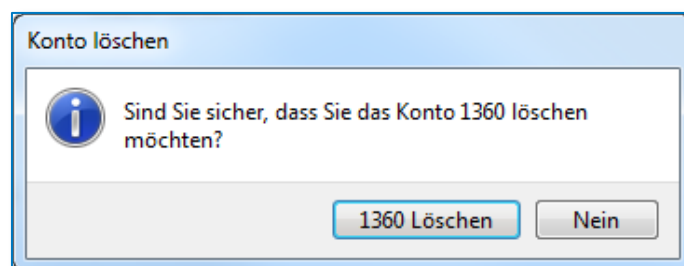 Konto löschen
Sind Sie sicher, dass Sie das Konto 1360 löschen
möchten?
1360 Löschen
Nein